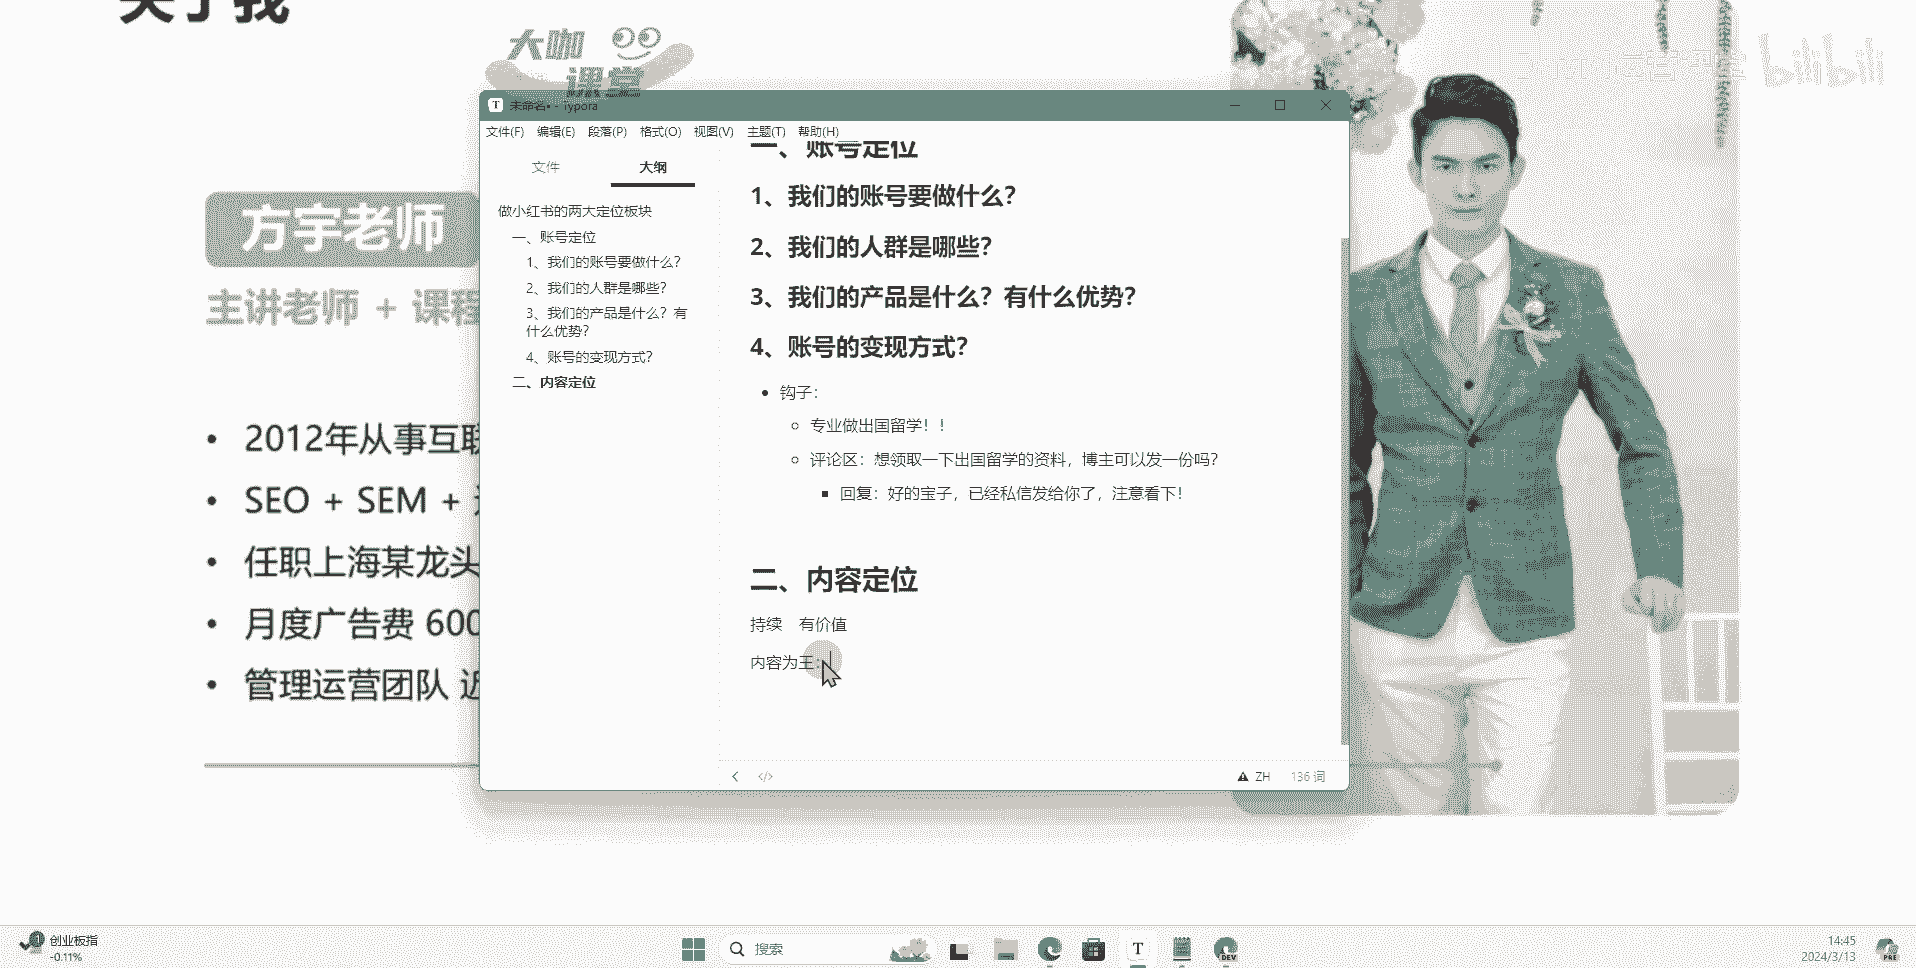 关于我
大咖
课堂
运营课堂
bilibili
方宇老师
主讲老师 + 课程
2012年从事互联
SEO + SEM +
任职上海某龙头
月度广告费 600
管理运营团队 近
T 未命名• - Typora
文件(F) 编辑(E) 段落(P) 格式(O) 视图(V) 主题(T) 帮助(H)
文件 大纲
做小红书的两大定位板块
一、账号定位
1、我们的账号要做什么？
2、我们的人群是哪些？
3、我们的产品是什么？有
什么优势？
4、账号的变现方式？
二、内容定位
一、账号定位
1、我们的账号要做什么？
2、我们的人群是哪些？
3、我们的产品是什么？有什么优势？
4、账号的变现方式？
钩子：
专业做出国留学！！
评论区：想领取一下出国留学的资料，博主可以发一份吗？
回复：好的宝子，已经私信发给你了，注意看下！
二、内容定位
持续 有价值
内容为王：
</> ZH 136 词
创业板指
-0.11%
搜索
T
DEV
14:45
2024/3/13
PRE